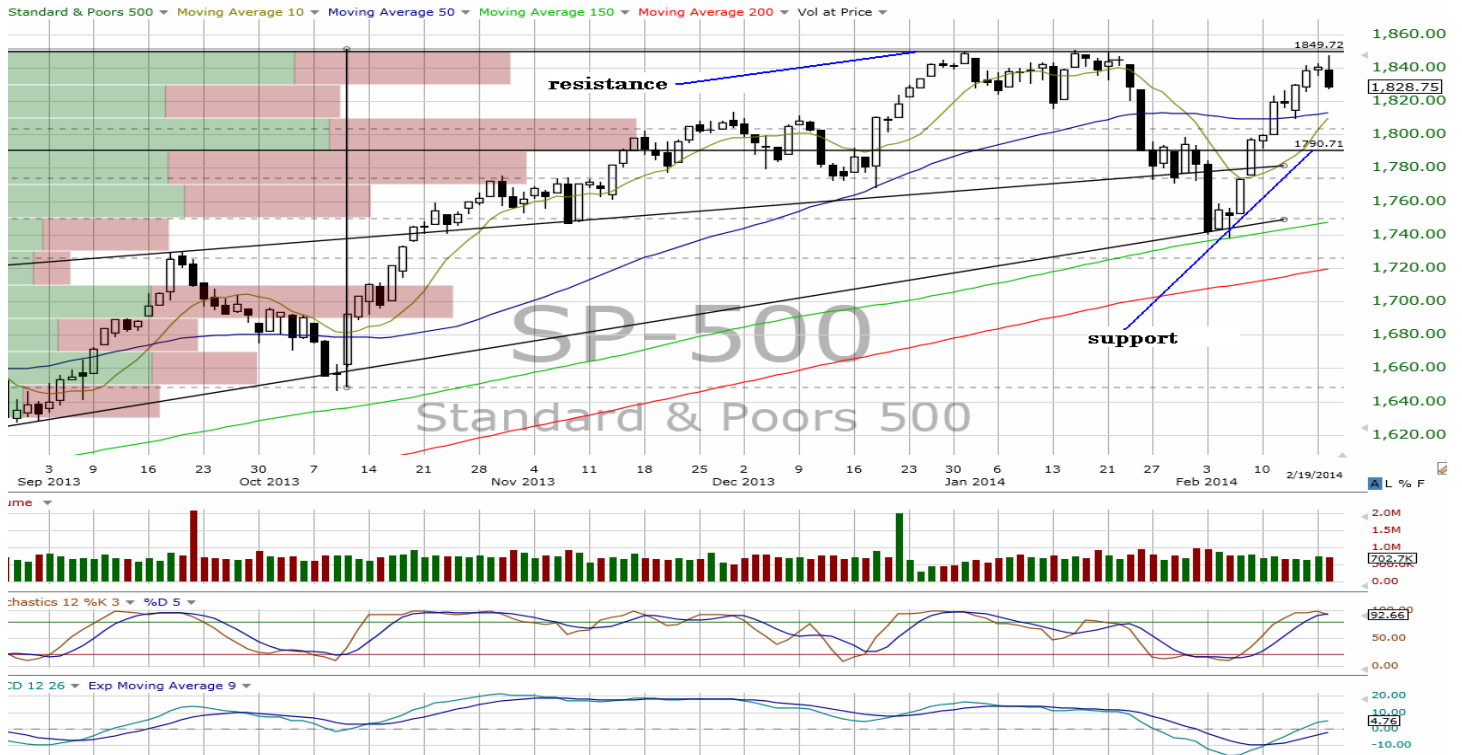 Standard & Poors 500 Moving Average 10 Moving Average 50 Moving Average 150 Moving Average 200 Vol at Price
1,860.00
1849.72
1,840.00
resistance
1,828.75
1,820.00
1,800.00
1790.71
1,780.00
1,760.00
1,740.00
1,720.00
1,700.00
SP-500
1,680.00
support
1,660.00
1,640.00
Standard & Poors 500
1,620.00
3 9 16 23 30 7 14 21 28 4 11 18 25 2 9 16 23 30 6 13 21 27 3 10
Sep 2013 Oct 2013 Nov 2013 Dec 2013 Jan 2014 Feb 2014 2/19/2014
A L % F
ume
2.0M
1.5M
1.0M
702.7K
0.00
chastics 12 %K 3 %D 5
92.66
50.00
0.00
CD 12 26 Exp Moving Average 9
20.00
10.00
4.76
0.00
-10.00